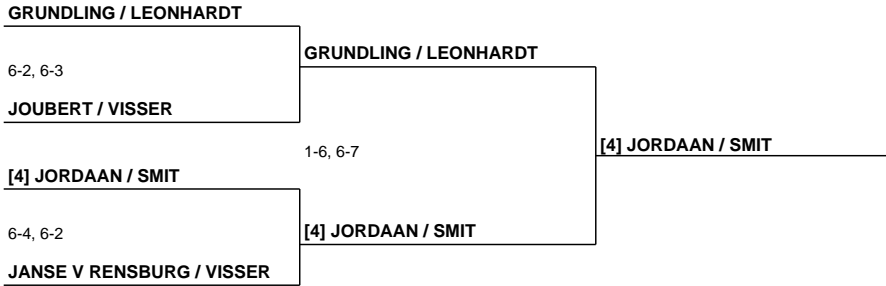 GRUNDLING / LEONHARDT
6-2, 6-3
JOUBERT / VISSER
GRUNDLING / LEONHARDT
1-6, 6-7
[4] JORDAAN / SMIT
[4] JORDAAN / SMIT
6-4, 6-2
JANSE V RENSBURG / VISSER
[4] JORDAAN / SMIT